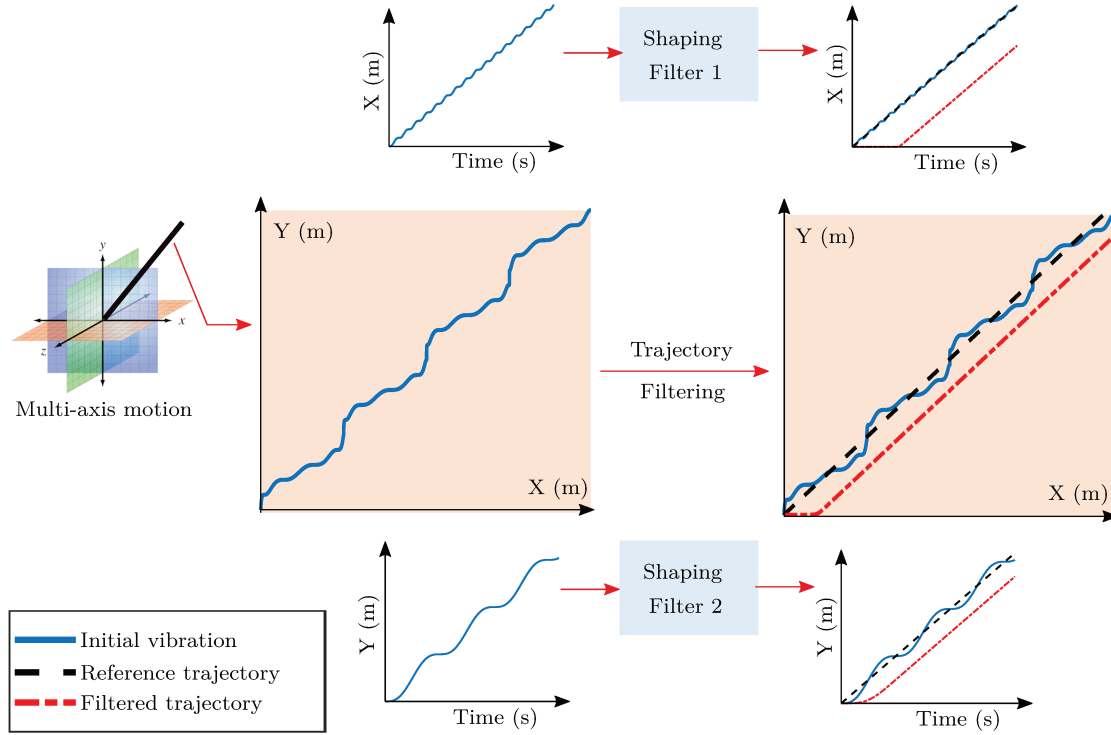 X (m)
Time (s)
Shaping
Filter 1
X (m)
Time (s)
y
x
z
Multi-axis motion
Y (m)
X (m)
Trajectory
Filtering
Y (m)
X (m)
Y (m)
Time (s)
Shaping
Filter 2
Y (m)
Time (s)
Initial vibration
Reference trajectory
Filtered trajectory